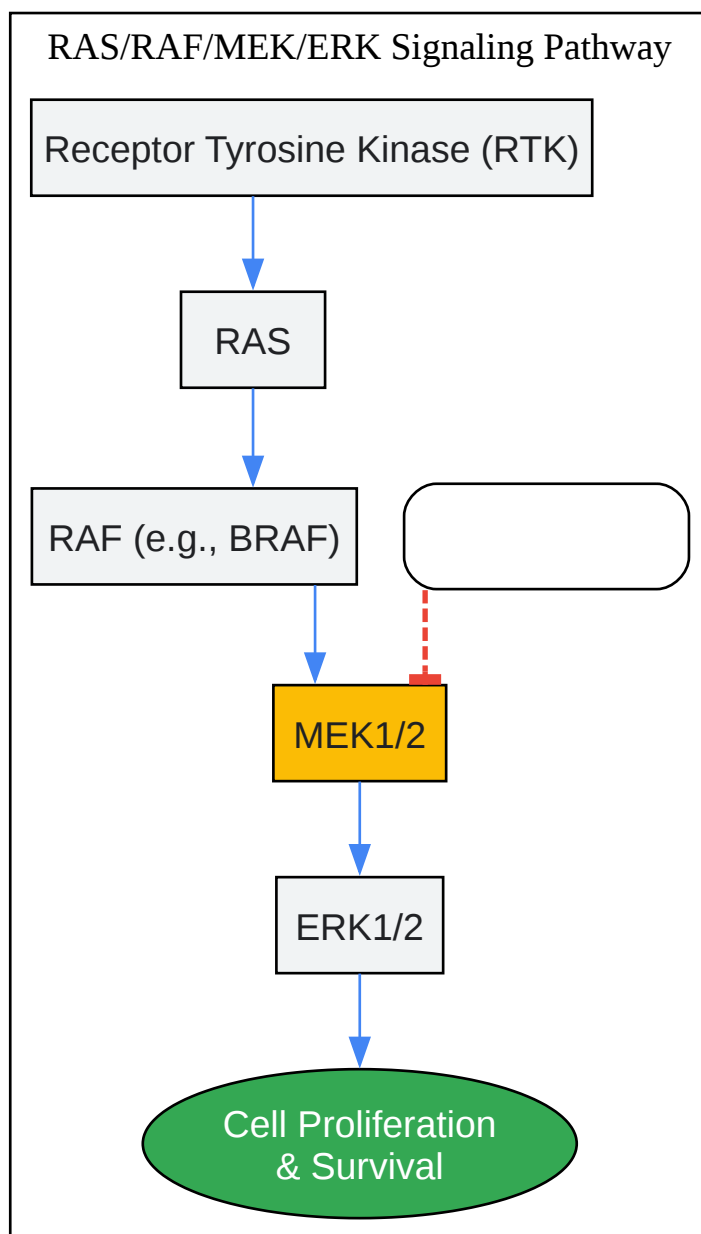 RAS/RAF/MEK/ERK Signaling Pathway
Receptor Tyrosine Kinase (RTK)
RAS
RAF (e.g., BRAF)
MEK1/2
ERK1/2
Cell Proliferation
& Survival